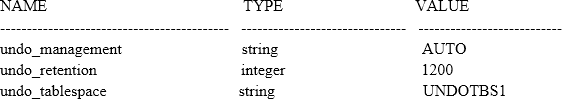 NAME TYPE VALUE
------------------------------------------ ------------------------------ --------------------------
undo_management string AUTO
undo_retention integer 1200
undo_tablespace string UNDOTBS1